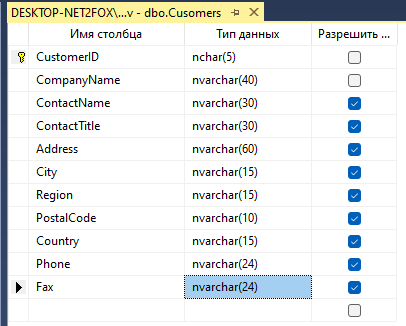 DESKTOP-NET2FOX\...v - dbo.Cusomers
Имя столбца Тип данных Разрешить ...
CustomerID nchar(5)
CompanyName nvarchar(40)
ContactName nvarchar(30)
ContactTitle nvarchar(30)
Address nvarchar(60)
City nvarchar(15)
Region nvarchar(15)
PostalCode nvarchar(10)
Country nvarchar(15)
Phone nvarchar(24)
Fax nvarchar(24)